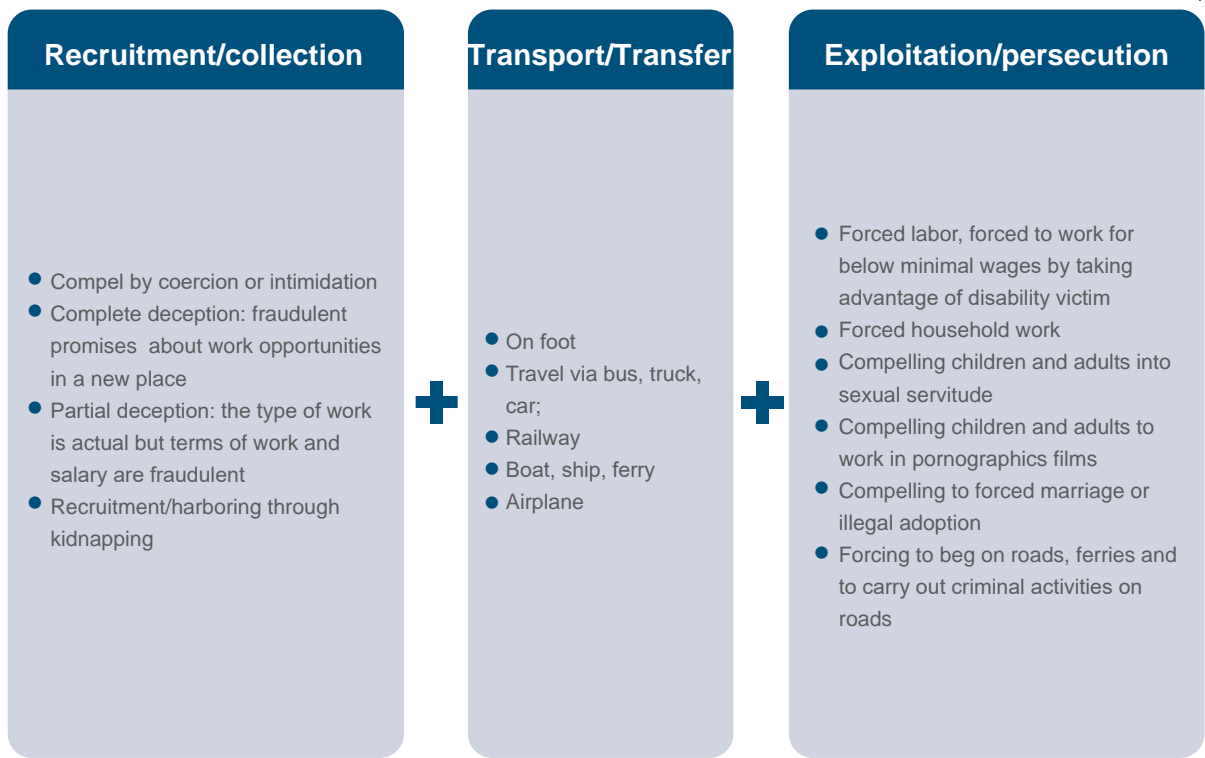 Recruitment/collection
Compel by coercion or intimidation
Complete deception: fraudulent
promises  about work opportunities
in a new place
Partial deception: the type of work
is actual but terms of work and
salary are fraudulent
Recruitment/harboring through
kidnapping
Transport/Transfer
On foot
Travel via bus, truck,
car;
Railway
Boat, ship, ferry
Airplane
Exploitation/persecution
Forced labor, forced to work for
below minimal wages by taking
advantage of disability victim
Forced household work
Compelling children and adults into
sexual servitude
Compelling children and adults to
work in pornographics films
Compelling to forced marriage or
illegal adoption
Forcing to beg on roads, ferries and
to carry out criminal activities on
roads